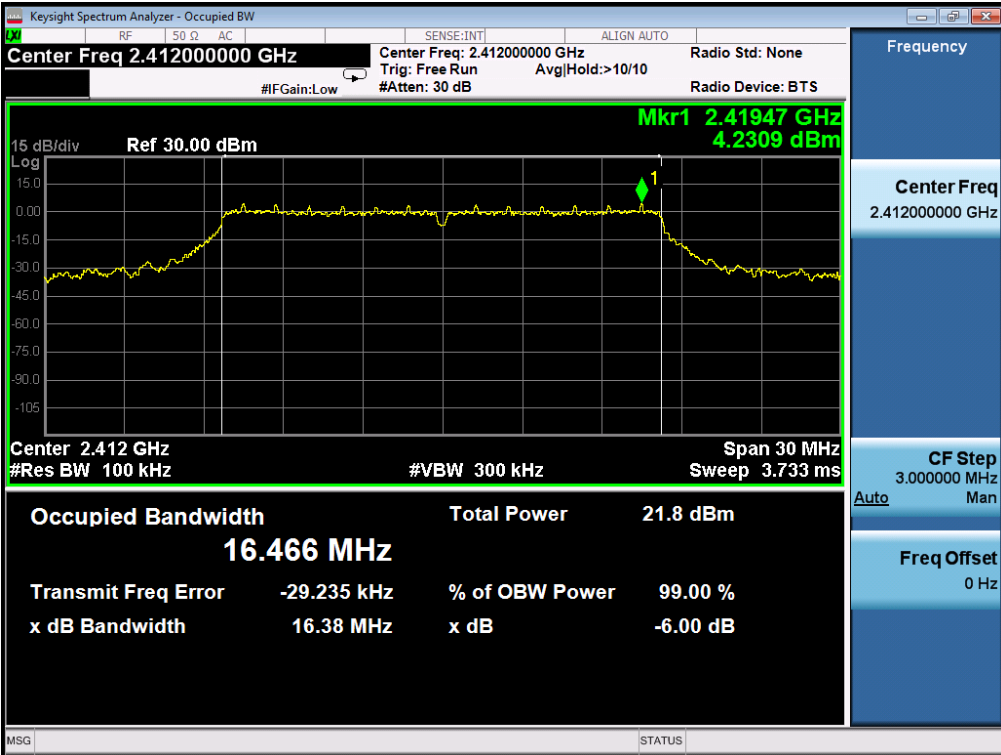 Keysight Spectrum Analyzer - Occupied BW
LXI
RF 50 Ω AC SENSE:INT ALIGN AUTO
Center Freq 2.412000000 GHz
Center Freq: 2.412000000 GHz Radio Std: None
Trig: Free Run Avg|Hold:>10/10
#IFGain:Low #Atten: 30 dB Radio Device: BTS
Frequency
Mkr1 2.41947 GHz
4.2309 dBm
15 dB/div Ref 30.00 dBm
Log
15.0
0.00
-15.0
-30.0
-45.0
-60.0
-75.0
-90.0
-105
1
Center 2.412 GHz Span 30 MHz
#Res BW 100 kHz #VBW 300 kHz Sweep 3.733 ms
Occupied Bandwidth Total Power 21.8 dBm
16.466 MHz
Transmit Freq Error -29.235 kHz % of OBW Power 99.00 %
x dB Bandwidth 16.38 MHz x dB -6.00 dB
Center Freq
2.412000000 GHz
CF Step
3.000000 MHz
Auto Man
Freq Offset
0 Hz
MSG STATUS